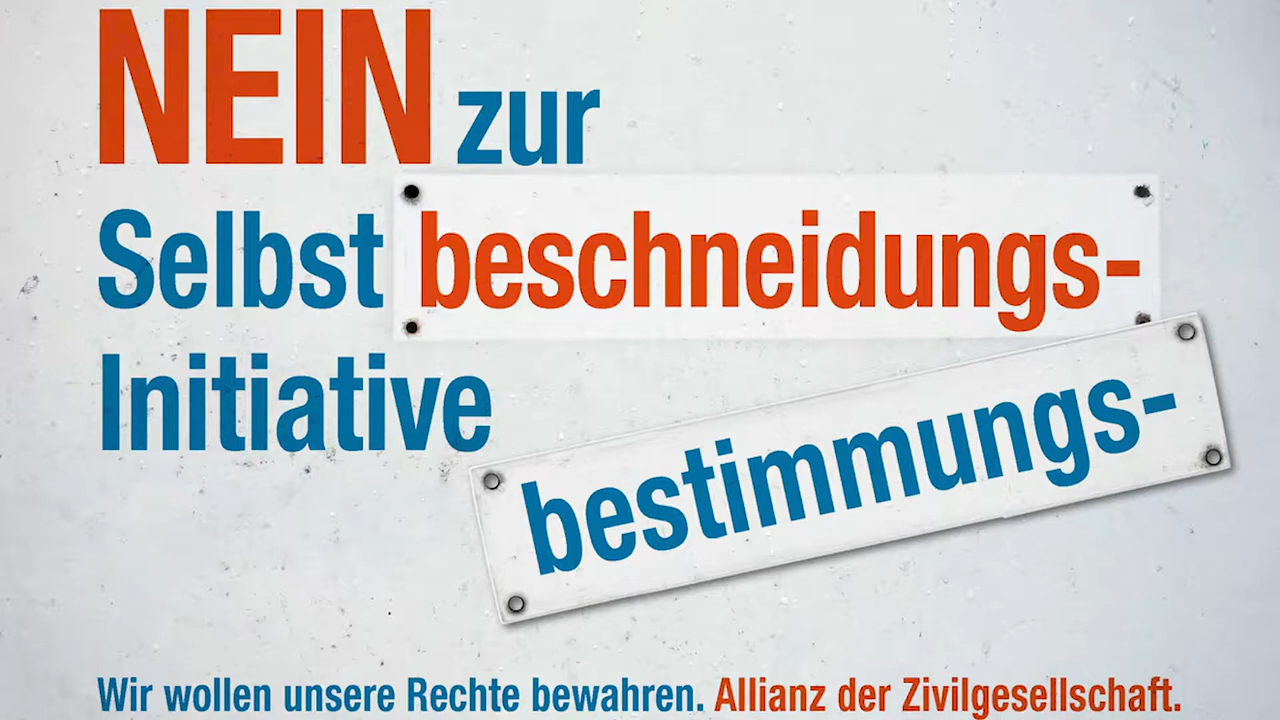 NEIN zur
Selbst beschneidungs-
Initiative
bestimmungs-
Wir wollen unsere Rechte bewahren. Allianz der Zivilgesellschaft.